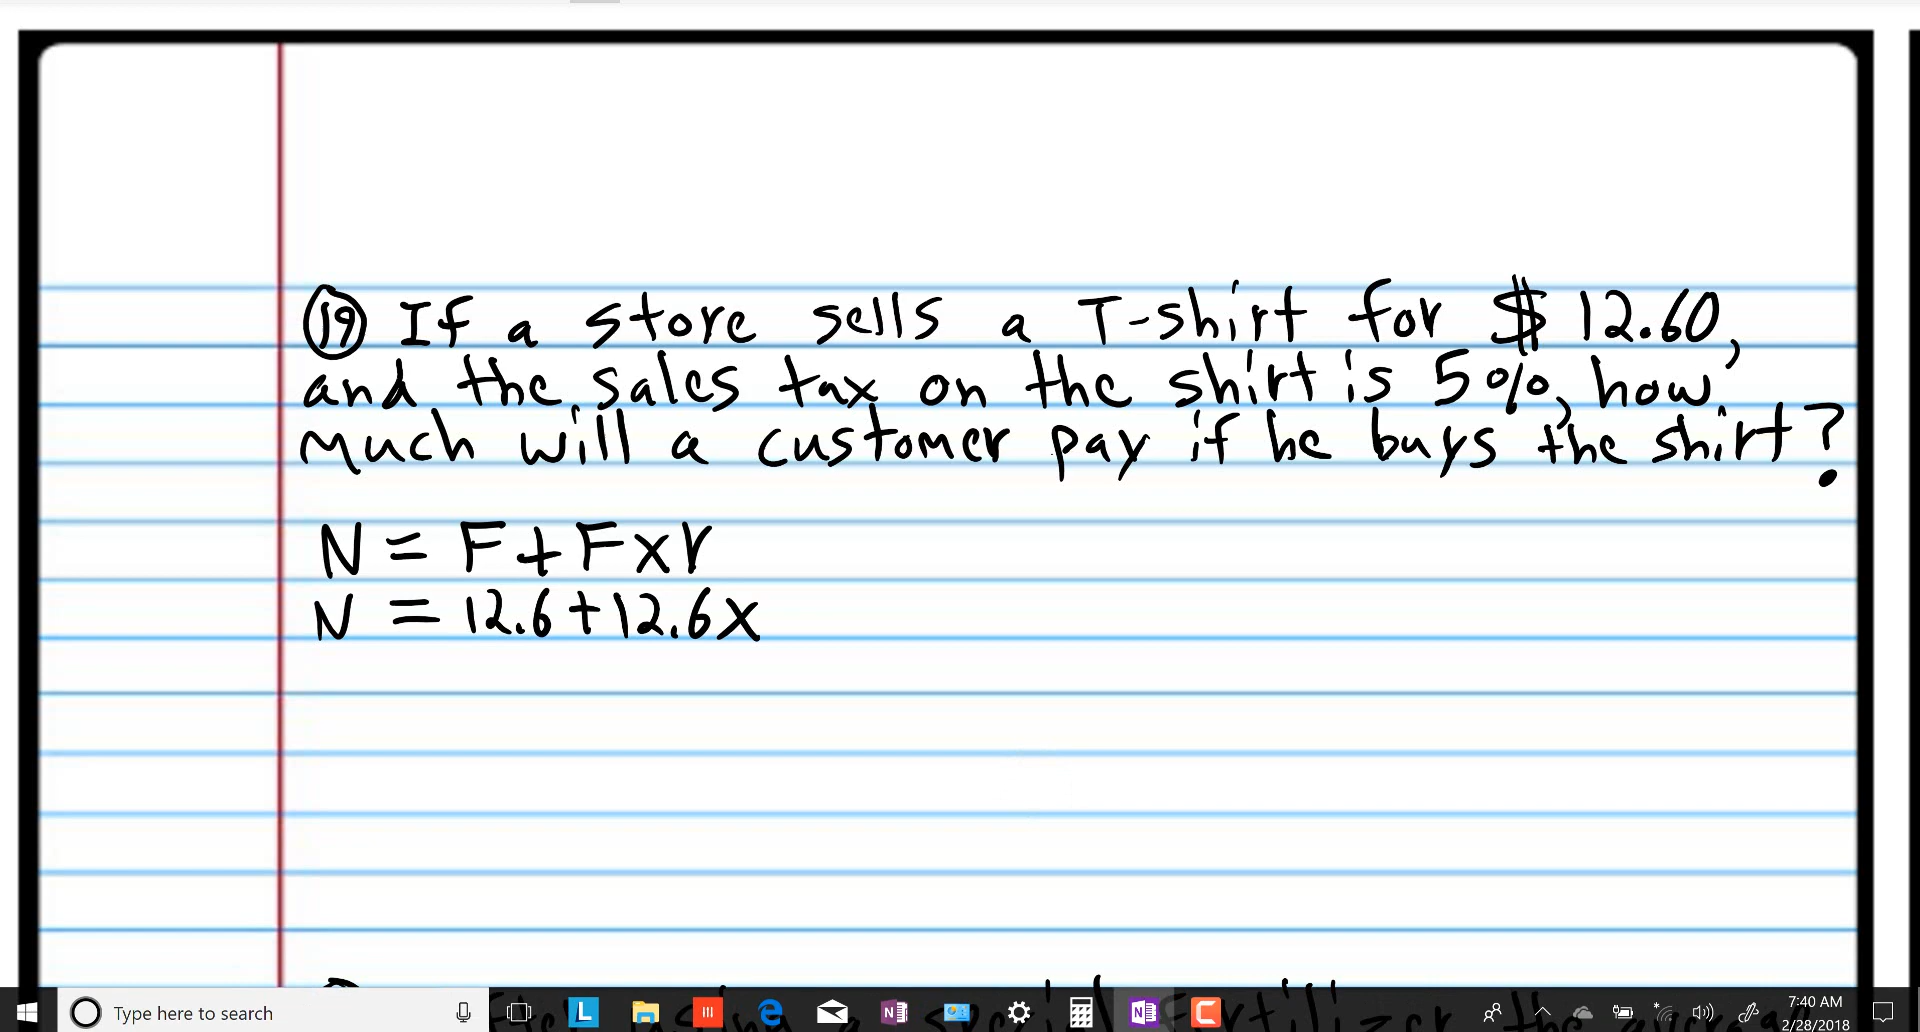 ⑲ If a store sells a T-shirt for $ 12.60,
and the sales tax on the shirt is 5%, how
much will a customer pay if he buys the shirt?
N = F + F x r
N = 12.6 + 12.6 x
Type here to search
7:40 AM
2/28/2018